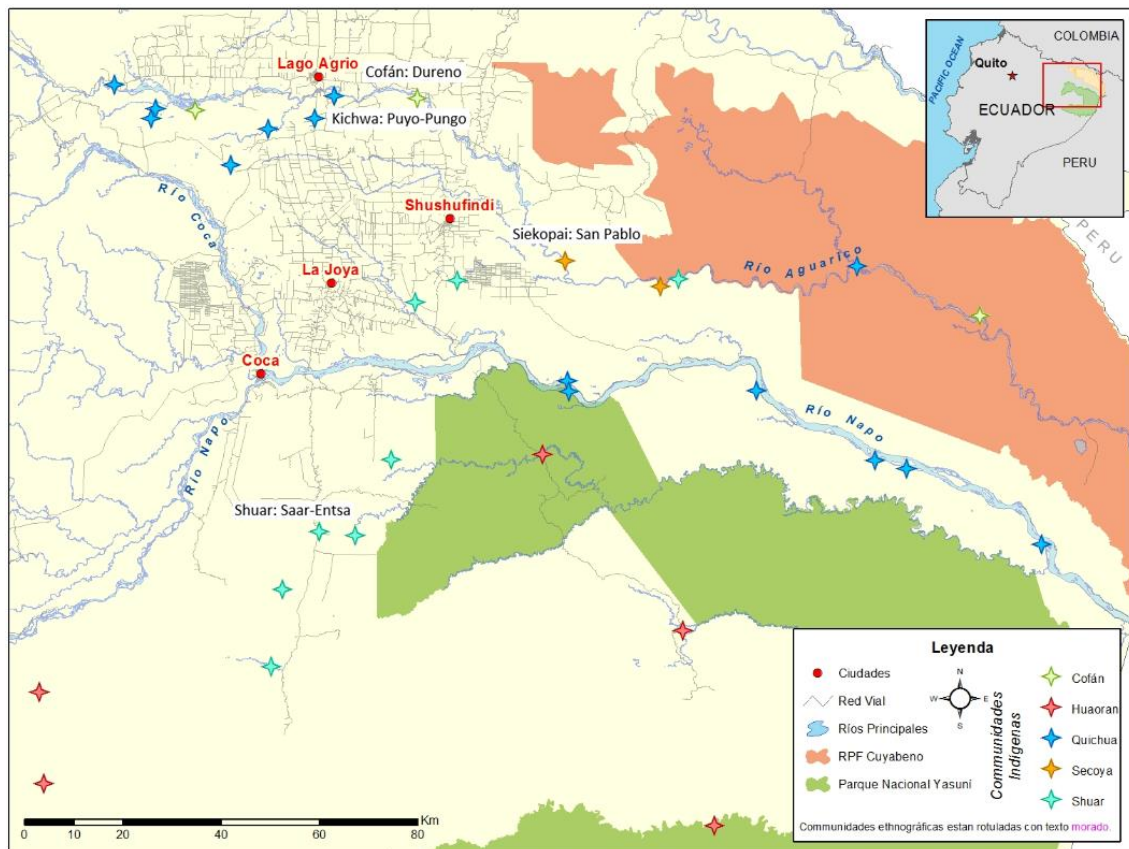 Lago Agrio
Cofán: Dureno
Kichwa: Puyo-Pungo
Río Coca
Shushufindi
Siekopai: San Pablo
La Joya
Río Aguarico
Coca
Río Napo
Río Napo
Shuar: Saar-Entsa
PERU
COLOMBIA
PACIFIC OCEAN
Quito
ECUADOR
PERU
Leyenda
Ciudades
Red Vial
Ríos Principales
RPF Cuyabeno
Parque Nacional Yasuní
N
W
E
S
Communidades
Indígenas
Cofán
Huaoran
Quichua
Secoya
Shuar
Communidades ethnográficas estan rotuladas con texto morado.
Km
0 10 20 40 60 80